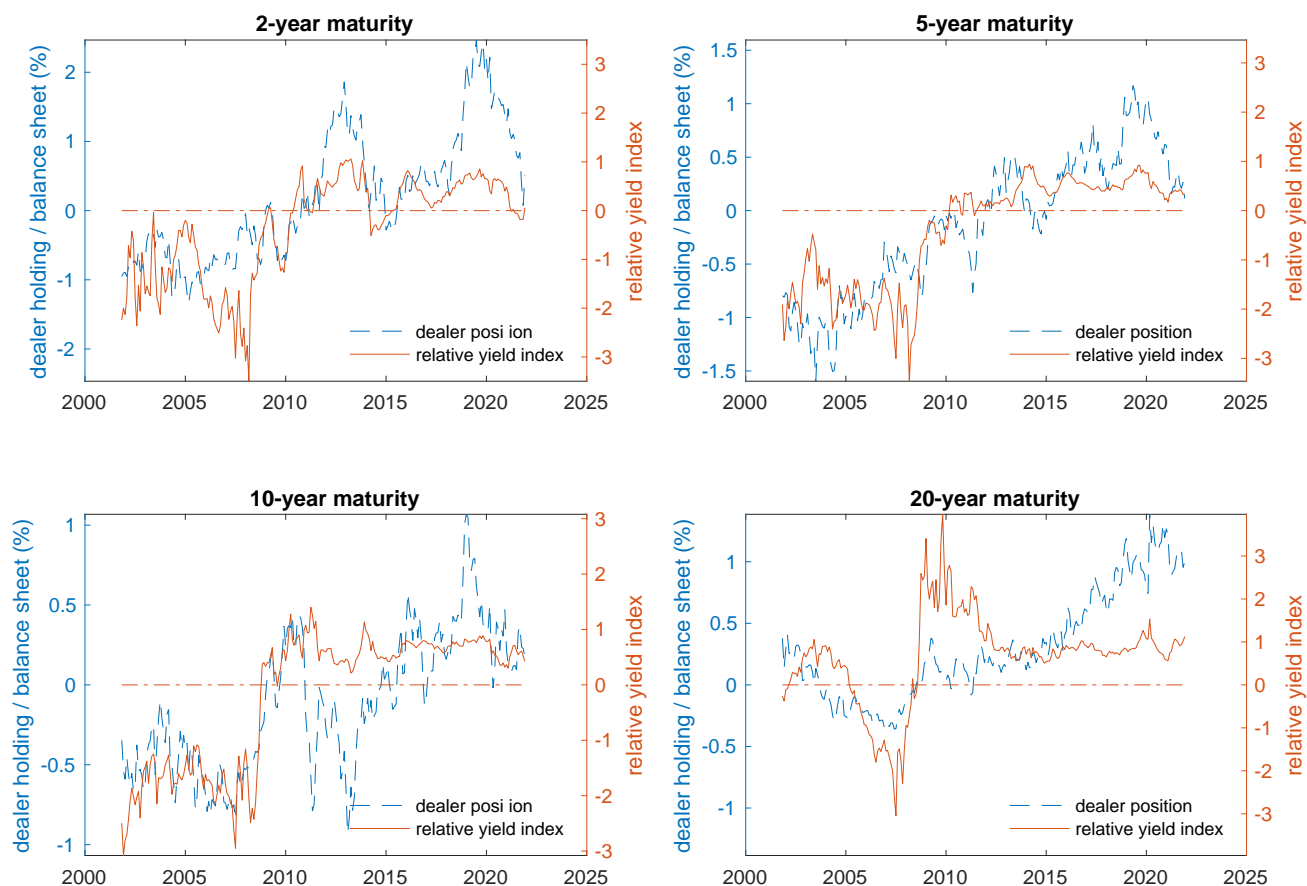 2-year maturity
dealer holding / balance sheet (%)
2
1
0
-1
-2
3
2
1
0
-1
-2
-3
relative yield index
dealer posi ion
relative yield index
2000 2005 2010 2015 2020 2025
5-year maturity
dealer holding / balance sheet (%)
1.5
1
0.5
0
-0.5
-1
-1.5
3
2
1
0
-1
-2
-3
relative yield index
dealer position
relative yield index
2000 2005 2010 2015 2020 2025
10-year maturity
dealer holding / balance sheet (%)
1
0.5
0
-0.5
-1
3
2
1
0
-1
-2
-3
relative yield index
dealer posi ion
relative yield index
2000 2005 2010 2015 2020 2025
20-year maturity
dealer holding / balance sheet (%)
1
0.5
0
-0.5
-1
3
2
1
0
-1
-2
-3
relative yield index
dealer position
relative yield index
2000 2005 2010 2015 2020 2025